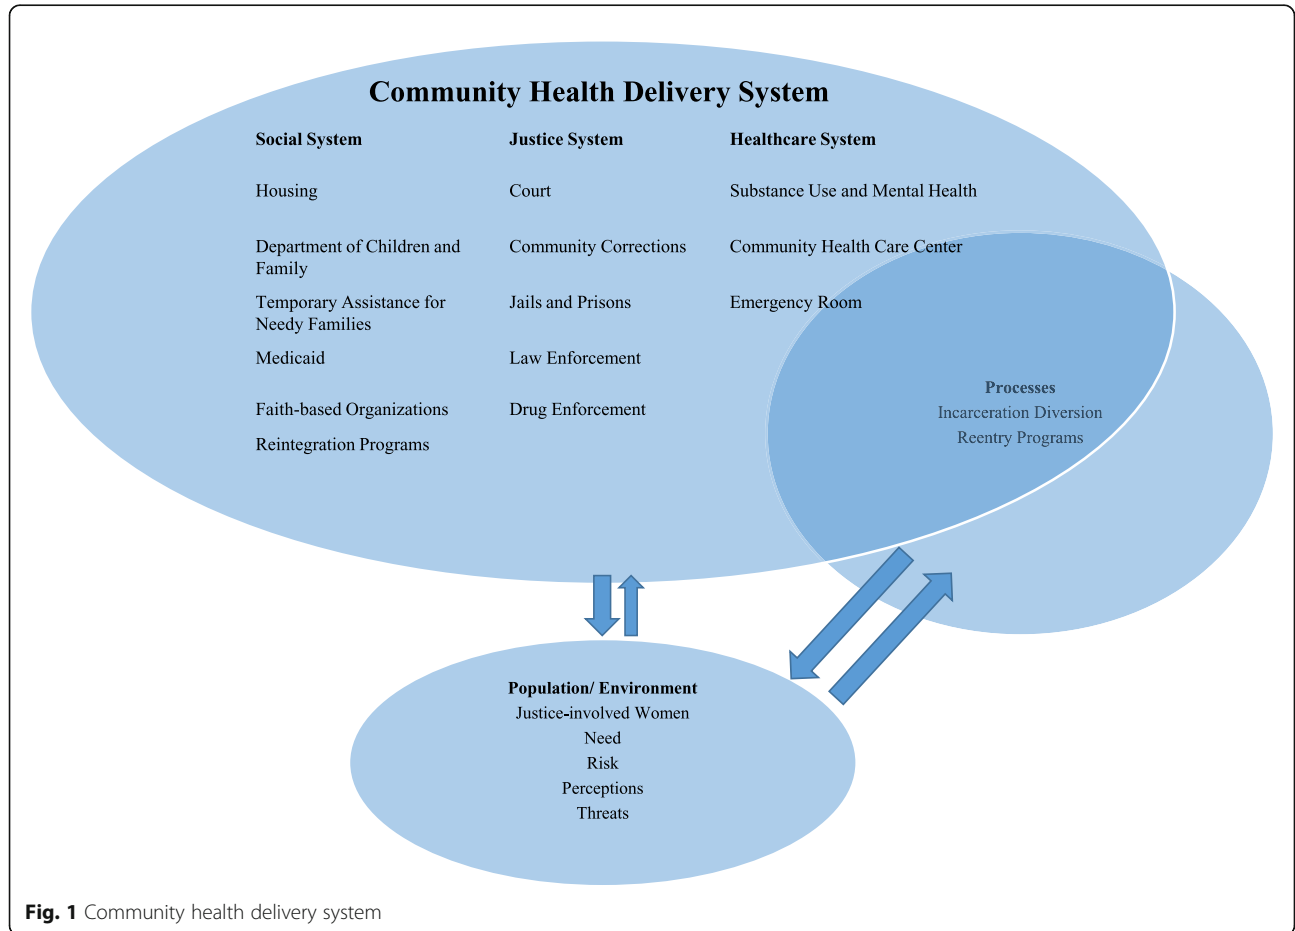 Community Health Delivery System
Social System
Justice System
Healthcare System
Housing
Court
Substance Use and Mental Health
Department of Children and
Family
Community Corrections
Community Health Care Center
Temporary Assistance for
Needy Families
Jails and Prisons
Emergency Room
Medicaid
Law Enforcement
Faith-based Organizations
Drug Enforcement
Reintegration Programs
Processes
Incarceration Diversion
Reentry Programs
Population/ Environment
Justice-involved Women
Need
Risk
Perceptions
Threats
Fig. 1 Community health delivery system